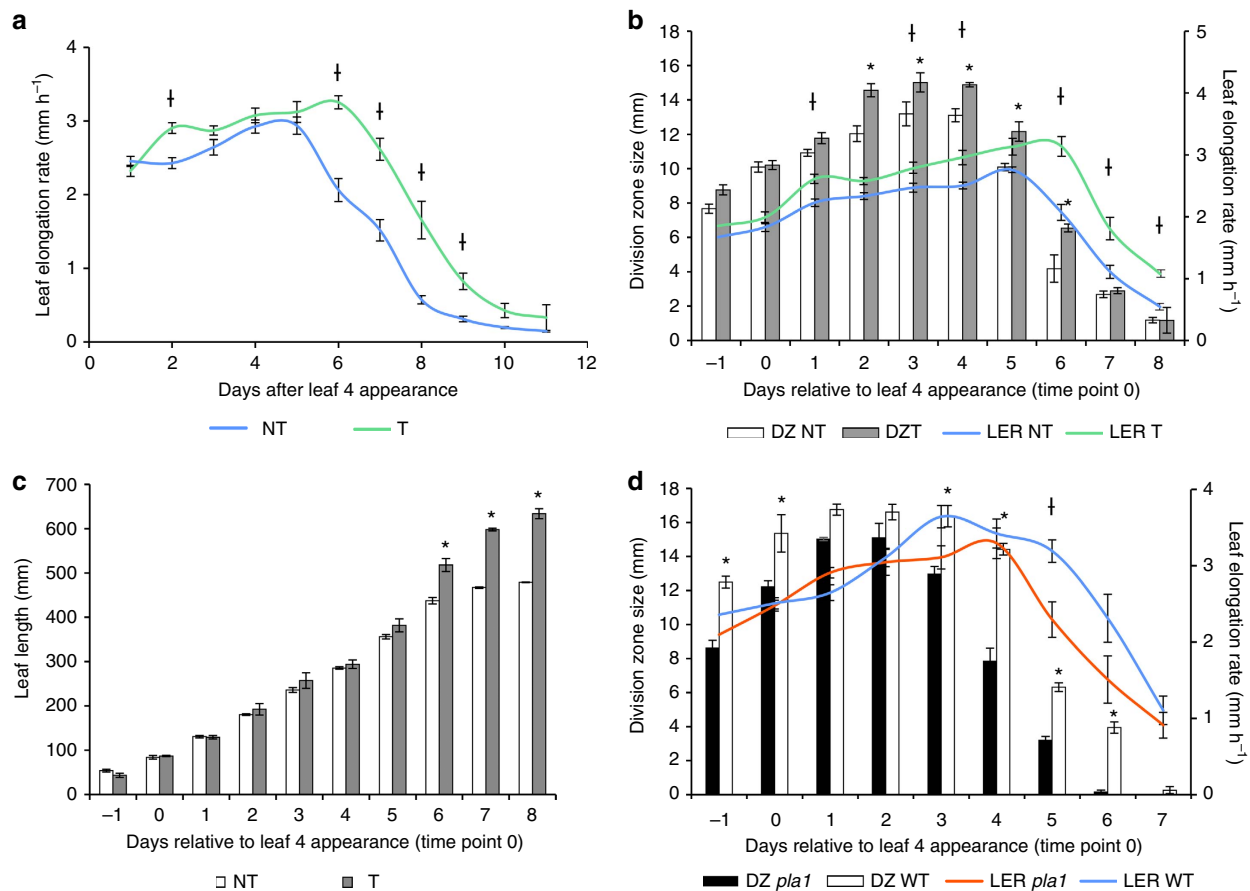 a
Leaf elongation rate (mm h⁻¹)
4
3
2
1
0
0 2 4 6 8 10 12
Days after leaf 4 appearance
NT T
b
Division zone size (mm)
18
16
14
12
10
8
6
4
2
0
* * * * *
5
4
3
2
1
0
Leaf elongation rate (mm h⁻¹)
–1 0 1 2 3 4 5 6 7 8
Days relative to leaf 4 appearance (time point 0)
DZ NT DZT LER NT LER T
c
Leaf length (mm)
700
600
500
400
300
200
100
0
* * *
–1 0 1 2 3 4 5 6 7 8
Days relative to leaf 4 appearance (time point 0)
NT T
d
Division zone size (mm)
18
16
14
12
10
8
6
4
2
0
* * * * * *
4
3
2
1
0
Leaf elongation rate (mm h⁻¹)
–1 0 1 2 3 4 5 6 7
Days relative to leaf 4 appearance (time point 0)
DZ pla1 DZ WT LER pla1 LER WT